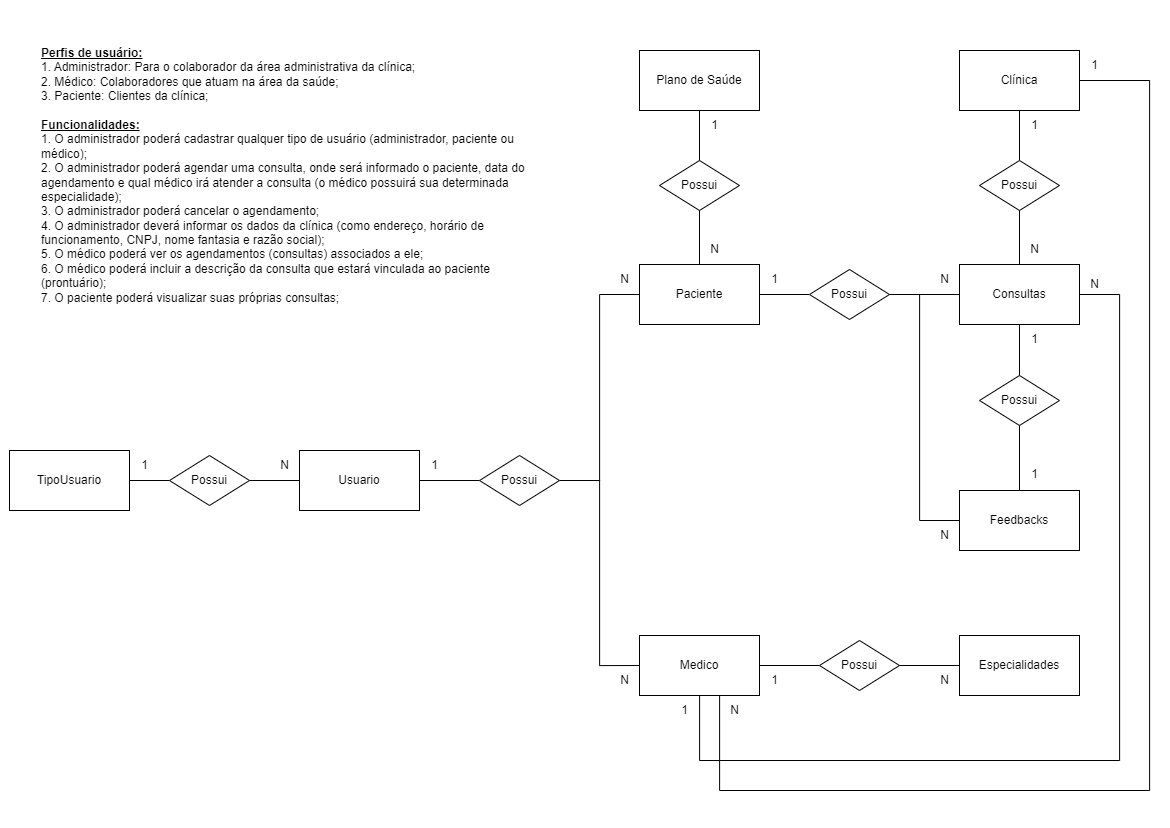 Perfis de usuário:
1. Administrador: Para o colaborador da área administrativa da clínica;
2. Médico: Colaboradores que atuam na área da saúde;
3. Paciente: Clientes da clínica;
Funcionalidades:
1. O administrador poderá cadastrar qualquer tipo de usuário (administrador, paciente ou
médico);
2. O administrador poderá agendar uma consulta, onde será informado o paciente, data do
agendamento e qual médico irá atender a consulta (o médico possuirá sua determinada
especialidade);
3. O administrador poderá cancelar o agendamento;
4. O administrador deverá informar os dados da clínica (como endereço, horário de
funcionamento, CNPJ, nome fantasia e razão social);
5. O médico poderá ver os agendamentos (consultas) associados a ele;
6. O médico poderá incluir a descrição da consulta que estará vinculada ao paciente
(prontuário);
7. O paciente poderá visualizar suas próprias consultas;
Plano de Saúde
Clínica
1
1
1
Possui
Possui
N
N
N
Paciente
1
Possui
N
Consultas
N
1
Possui
1
Feedbacks
N
TipoUsuario
1
Possui
N
Usuario
1
Possui
N
Medico
1
Possui
N
Especialidades
1
N